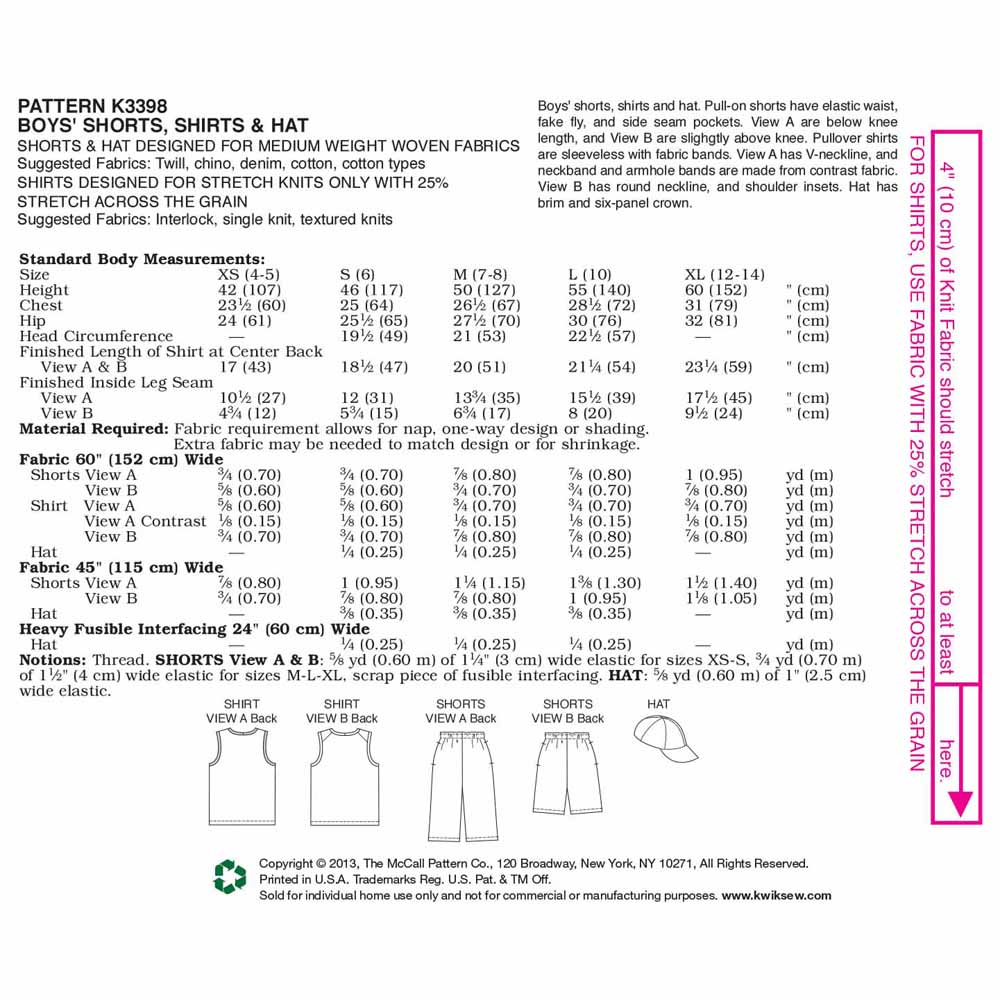 PATTERN K3398
BOYS' SHORTS, SHIRTS & HAT
SHORTS & HAT DESIGNED FOR MEDIUM WEIGHT WOVEN FABRICS
Suggested Fabrics: Twill, chino, denim, cotton, cotton types
SHIRTS DESIGNED FOR STRETCH KNITS ONLY WITH 25%
STRETCH ACROSS THE GRAIN
Suggested Fabrics: Interlock, single knit, textured knits
Boys' shorts, shirts and hat. Pull-on shorts have elastic waist,
fake fly, and side seam pockets. View A are below knee
length, and View B are slighgtly above knee. Pullover shirts
are sleeveless with fabric bands. View A has V-neckline, and
neckband and armhole bands are made from contrast fabric.
View B has round neckline, and shoulder insets. Hat has
brim and six-panel crown.
Standard Body Measurements:
Size XS (4-5) S (6) M (7-8) L (10) XL (12-14)
Height 42 (107) 46 (117) 50 (127) 55 (140) 60 (152) " (cm)
Chest 23½ (60) 25 (64) 26½ (67) 28½ (72) 31 (79) " (cm)
Hip 24 (61) 25½ (65) 27½ (70) 30 (76) 32 (81) " (cm)
Head Circumference — 19½ (49) 21 (53) 22½ (57) — " (cm)
Finished Length of Shirt at Center Back
View A & B 17 (43) 18½ (47) 20 (51) 21¼ (54) 23¼ (59) " (cm)
Finished Inside Leg Seam
View A 10½ (27) 12 (31) 13¾ (35) 15½ (39) 17½ (45) " (cm)
View B 4¾ (12) 5¾ (15) 6¾ (17) 8 (20) 9½ (24) " (cm)
Material Required: Fabric requirement allows for nap, one-way design or shading.
Extra fabric may be needed to match design or for shrinkage.
Fabric 60" (152 cm) Wide
Shorts View A ¾ (0.70) ¾ (0.70) ⅞ (0.80) ⅞ (0.80) 1 (0.95) yd (m)
View B ⅝ (0.60) ⅝ (0.60) ¾ (0.70) ¾ (0.70) ⅞ (0.80) yd (m)
Shirt View A ⅝ (0.60) ⅝ (0.60) ¾ (0.70) ¾ (0.70) ¾ (0.70) yd (m)
View A Contrast ⅛ (0.15) ⅛ (0.15) ⅛ (0.15) ⅛ (0.15) ⅛ (0.15) yd (m)
View B ¾ (0.70) ¾ (0.70) ⅞ (0.80) ⅞ (0.80) ⅞ (0.80) yd (m)
Hat — ¼ (0.25) ¼ (0.25) ¼ (0.25) — yd (m)
Fabric 45" (115 cm) Wide
Shorts View A ⅞ (0.80) 1 (0.95) 1¼ (1.15) 1⅜ (1.30) 1½ (1.40) yd (m)
View B ¾ (0.70) ⅞ (0.80) ⅞ (0.80) 1 (0.95) 1⅛ (1.05) yd (m)
Hat — ⅜ (0.35) ⅜ (0.35) ⅜ (0.35) — yd (m)
Heavy Fusible Interfacing 24" (60 cm) Wide
Hat — ¼ (0.25) ¼ (0.25) ¼ (0.25) — yd (m)
Notions: Thread. SHORTS View A & B: ⅝ yd (0.60 m) of 1¼" (3 cm) wide elastic for sizes XS-S, ¾ yd (0.70 m)
of 1½" (4 cm) wide elastic for sizes M-L-XL, scrap piece of fusible interfacing. HAT: ⅝ yd (0.60 m) of 1" (2.5 cm)
wide elastic.
SHIRT
VIEW A Back
SHIRT
VIEW B Back
SHORTS
VIEW A Back
SHORTS
VIEW B Back
HAT
Copyright © 2013, The McCall Pattern Co., 120 Broadway, New York, NY 10271, All Rights Reserved.
Printed in U.S.A. Trademarks Reg. U.S. Pat. & TM Off.
Sold for individual home use only and not for commercial or manufacturing purposes. www.kwiksew.com
4" (10 cm) of Knit Fabric should stretch to at least here.
FOR SHIRTS, USE FABRIC WITH 25% STRETCH ACROSS THE GRAIN